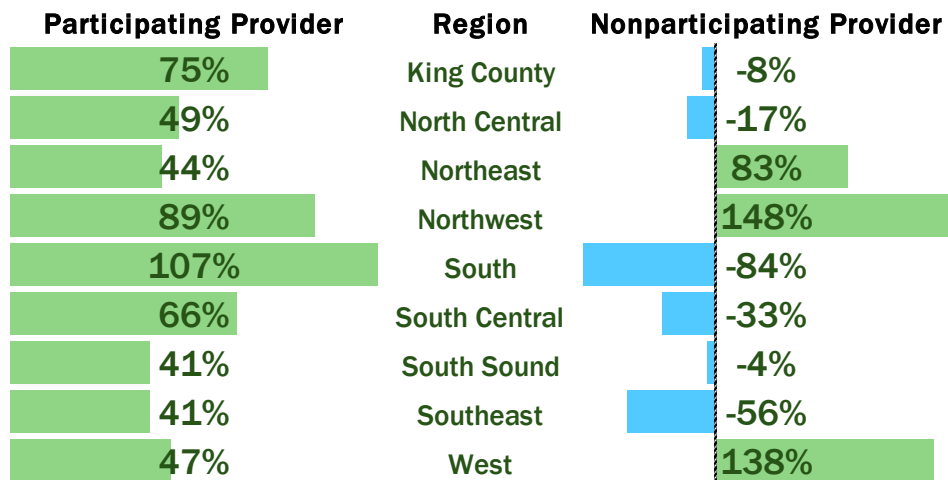 Participating Provider Region Nonparticipating Provider
75% King County -8%
49% North Central -17%
44% Northeast 83%
89% Northwest 148%
107% South -84%
66% South Central -33%
41% South Sound -4%
41% Southeast -56%
47% West 138%